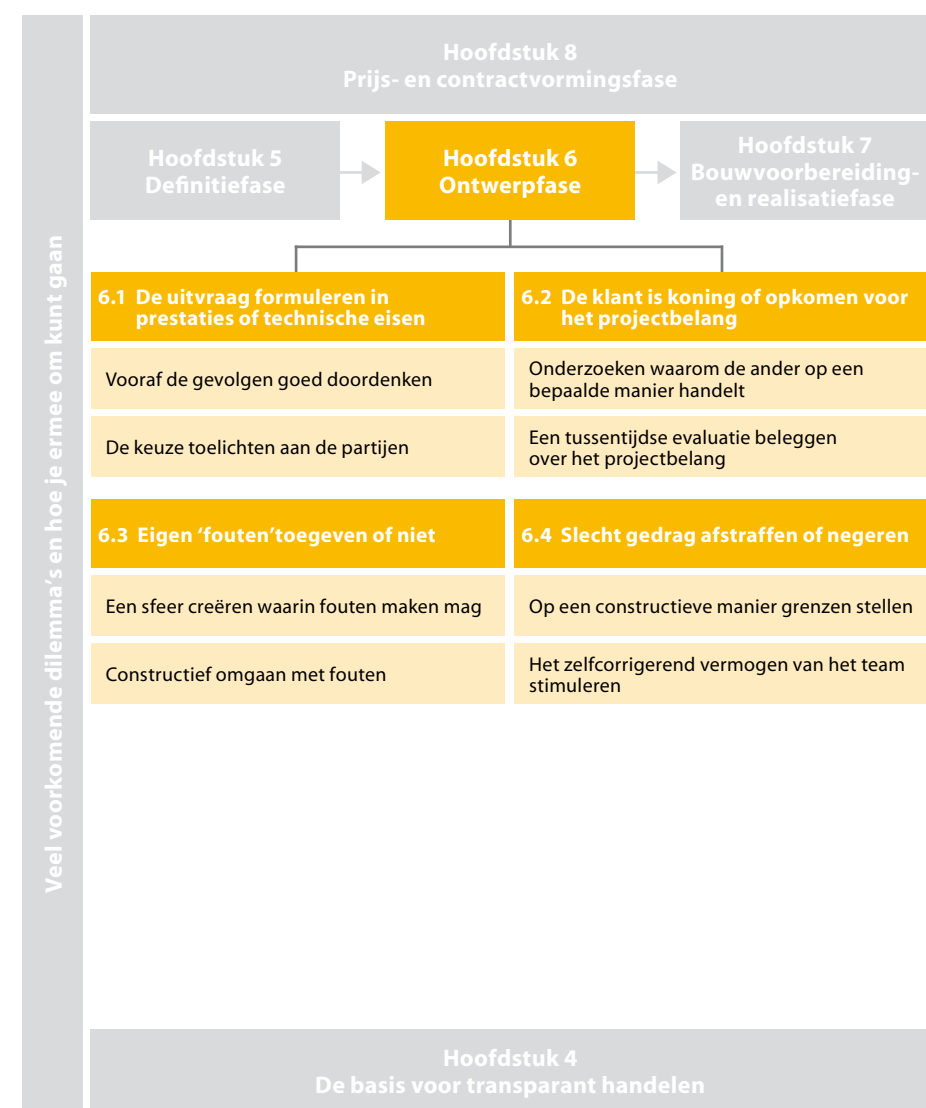 Veel voorkomende dilemma's en hoe je ermee om kunt gaan
Hoofdstuk 8
Prijs- en contractvormingsfase
Hoofdstuk 5
Definitiefase
Hoofdstuk 6
Ontwerpfase
Hoofdstuk 7
Bouwvoorbereiding-
en realisatiefase
6.1 De uitvraag formuleren in
prestaties of technische eisen
Vooraf de gevolgen goed doordenken
De keuze toelichten aan de partijen
6.2 De klant is koning of opkomen voor
het projectbelang
Onderzoeken waarom de ander op een
bepaalde manier handelt
Een tussentijdse evaluatie beleggen
over het projectbelang
6.3 Eigen ‘fouten’toegeven of niet
Een sfeer creëren waarin fouten maken mag
Constructief omgaan met fouten
6.4 Slecht gedrag afstraffen of negeren
Op een constructieve manier grenzen stellen
Het zelfcorrigerend vermogen van het team
stimuleren
Hoofdstuk 4
De basis voor transparant handelen